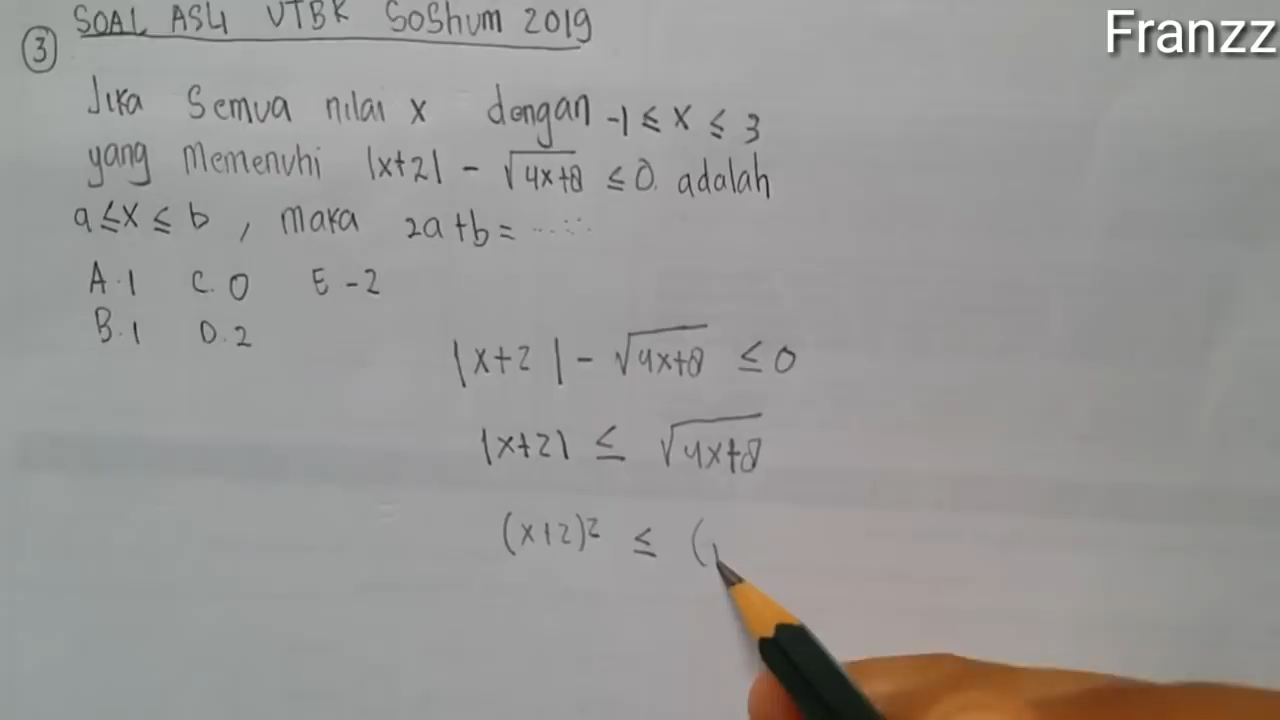 SOAL ASLI UTBK SoShum 2019
Franzz
③ Jika Semua nilai x dengan -1 ≤ x ≤ 3
yang memenuhi |x+2| - √4x+8 ≤ 0. adalah
a ≤ x ≤ b , maka 2a+b = ......
A. 1 C. 0 E -2
B. 1 D. 2
|x+2| - √4x+8 ≤ 0
|x+2| ≤ √4x+8
(x+2)² ≤ (